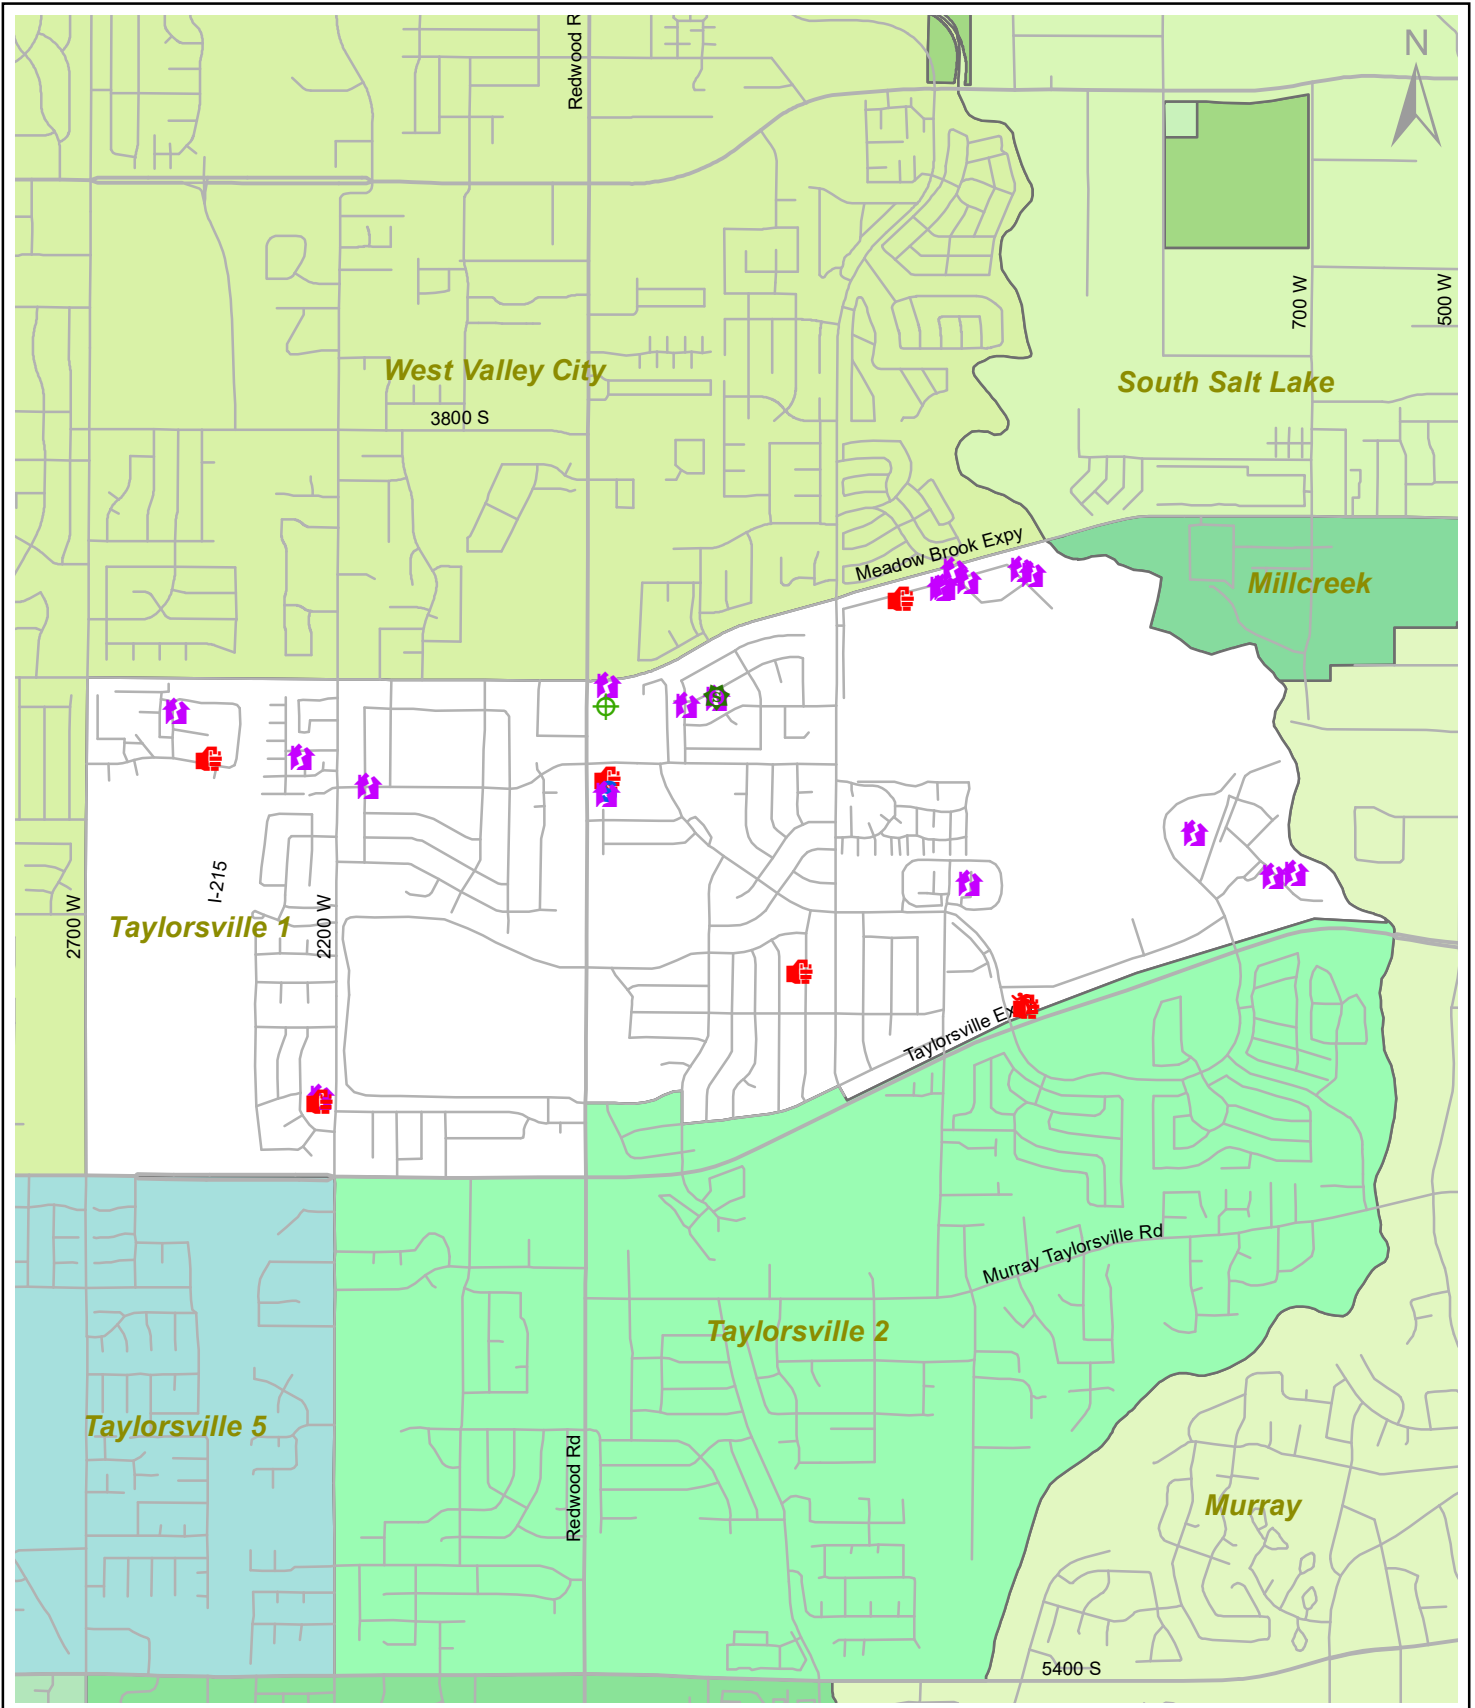 Redwood R
N
700 W
500 W
West Valley City
South Salt Lake
3800 S
Meadow Brook Expy
Millcreek
I-215
2700 W
Taylorsville 1
2200 W
Taylorsville Ex
Murray Taylorsville Rd
Taylorsville 2
Taylorsville 5
Redwood Rd
Murray
5400 S